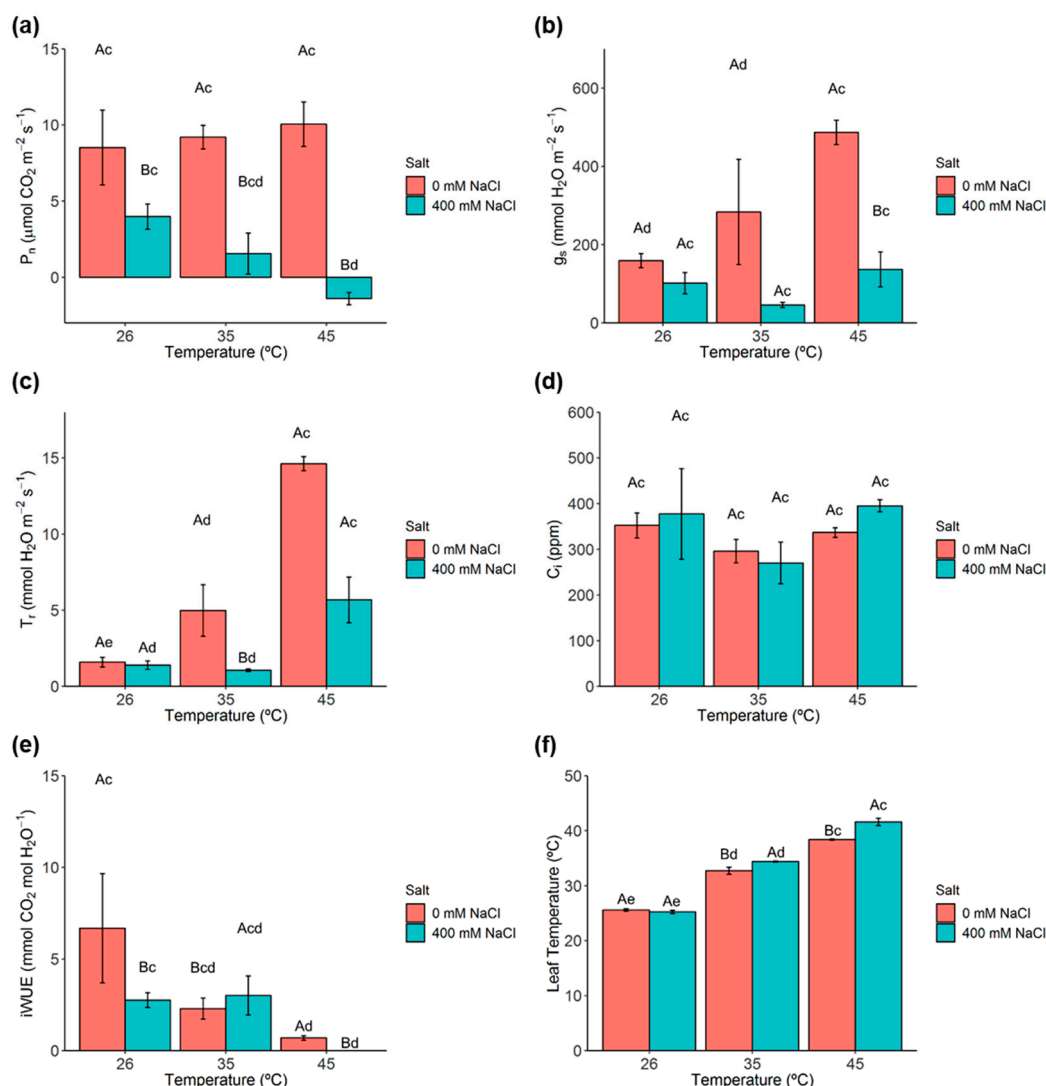 (a)
15
10
5
0
Pn (μmol CO2 m−2 s−1)
Ac
Bc
Ac
Bcd
Ac
Bd
26
35
45
Temperature (ºC)
Salt
0 mM NaCl
400 mM NaCl
(b)
600
400
200
0
gs (mmol H2O m−2 s−1)
Ad
Ac
Ad
Ac
Ac
Bc
26
35
45
Temperature (ºC)
Salt
0 mM NaCl
400 mM NaCl
(c)
15
10
5
0
Tr (mmol H2O m−2 s−1)
Ae
Ad
Ad
Bd
Ac
Ac
26
35
45
Temperature (ºC)
Salt
0 mM NaCl
400 mM NaCl
(d)
600
500
400
300
200
100
0
Ci (ppm)
Ac
Ac
Ac
Ac
Ac
Ac
26
35
45
Temperature (ºC)
Salt
0 mM NaCl
400 mM NaCl
(e)
15
10
5
0
iWUE (mmol CO2 mol H2O−1)
Ac
Bc
Bcd
Acd
Ad
Bd
26
35
45
Temperature (ºC)
Salt
0 mM NaCl
400 mM NaCl
(f)
50
40
30
20
10
0
Leaf Temperature (ºC)
Ae
Ae
Bd
Ad
Bc
Ac
26
35
45
Temperature (ºC)
Salt
0 mM NaCl
400 mM NaCl